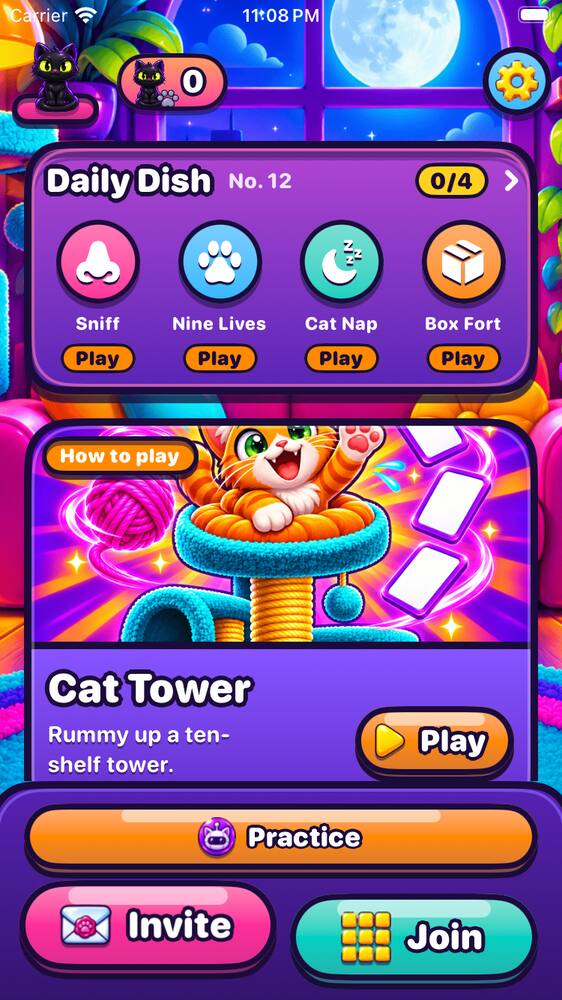 Carrier 11:08 PM
0
Daily Dish No. 12 0/4
Sniff Nine Lives Cat Nap Box Fort
Play Play Play Play
How to play
Cat Tower
Rummy up a ten-
shelf tower.
Play
Practice
Invite Join